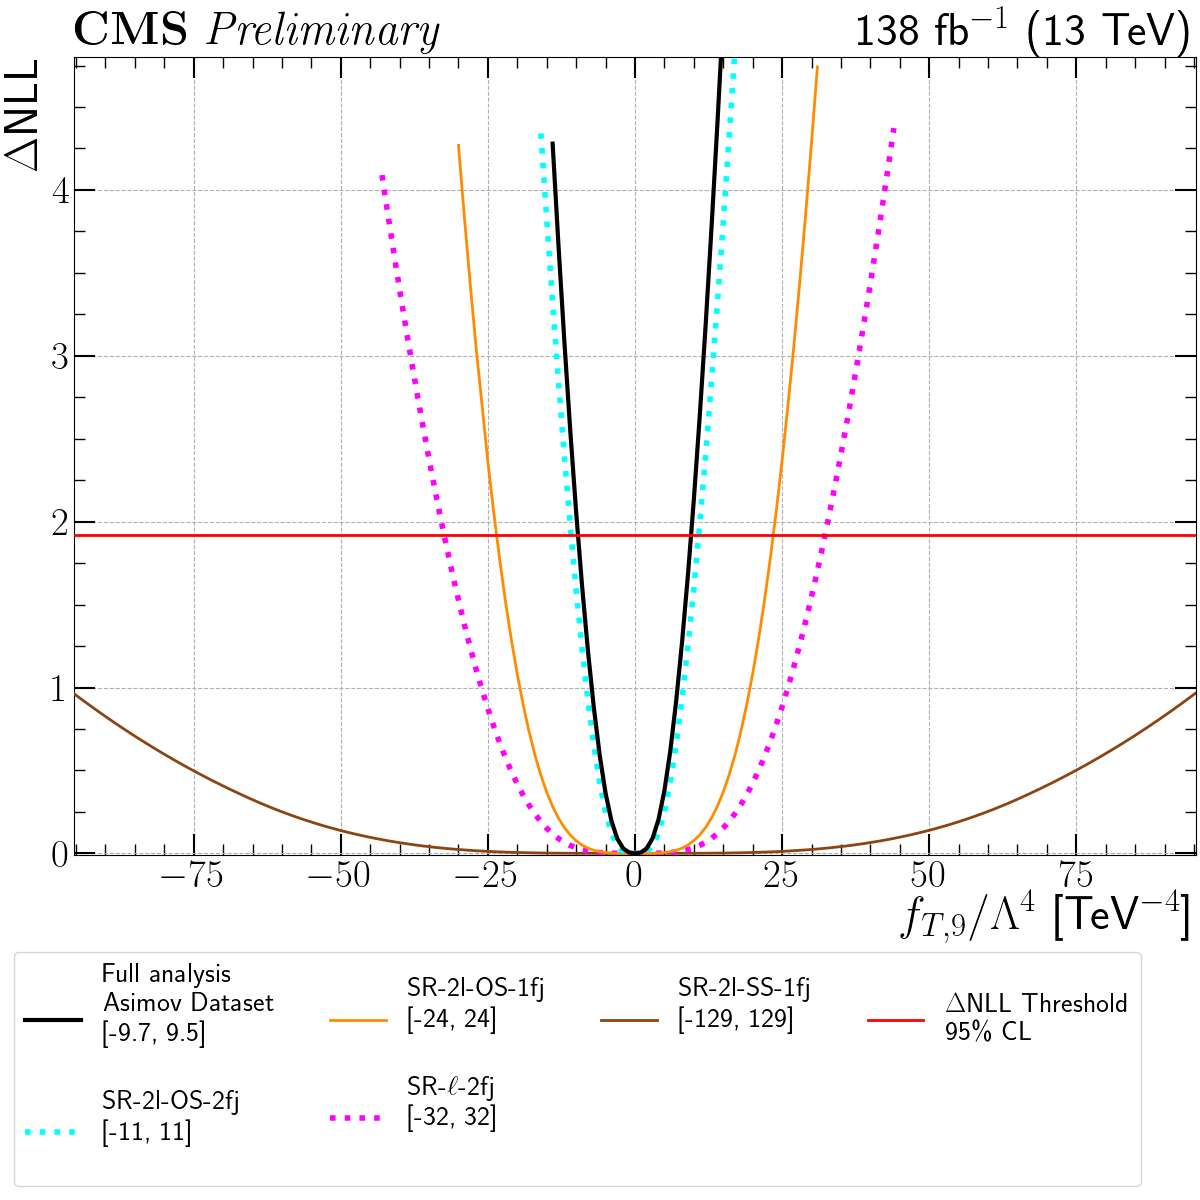 CMS Preliminary 138 fb⁻¹ (13 TeV)
ΔNLL
4
3
2
1
0
−75 −50 −25 0 25 50 75
f_{T,9}/Λ⁴ [TeV⁻⁴]
Full analysis
Asimov Dataset
[-9.7, 9.5]
SR-2l-OS-2fj
[-11, 11]
SR-2l-OS-1fj
[-24, 24]
SR-ℓ-2fj
[-32, 32]
SR-2l-SS-1fj
[-129, 129]
ΔNLL Threshold
95% CL